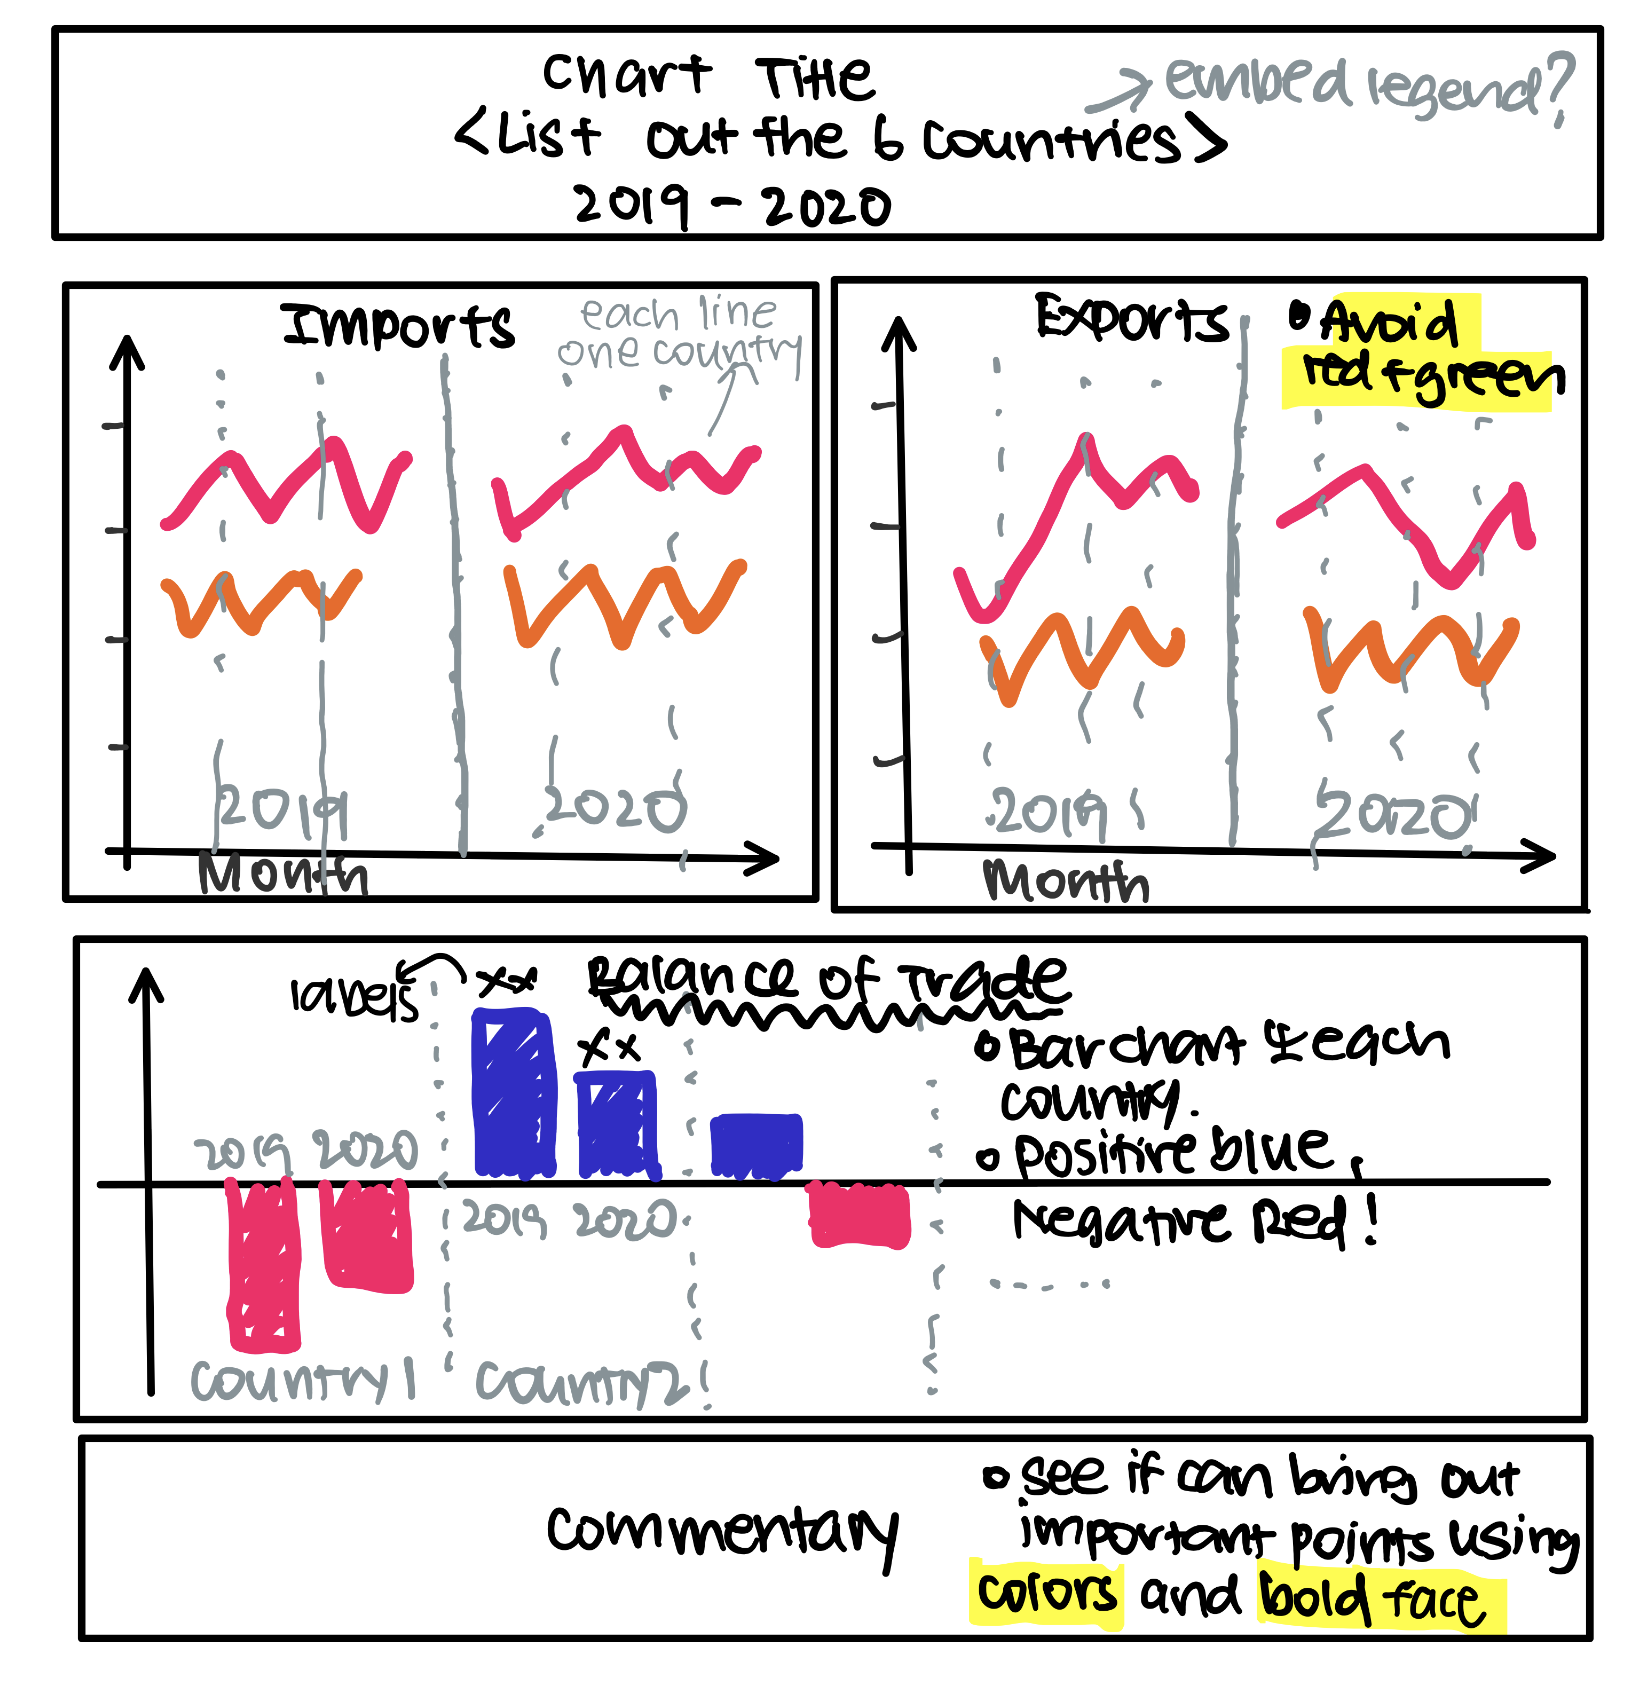 Chart Title
→ embed legend?
<List out the 6 countries>
2019 - 2020
Imports
each line
one country
2019
2020
Month
Exports
• Avoid
red + green
2019
2020
Month
Balance of Trade
labels
xx
xx
2019 2020
2019 2020
Country 1
Country 2
• Bar chart 4 each
country.
• Positive blue,
Negative Red!
Commentary
• see if can bring out
important points using
colors and bold face